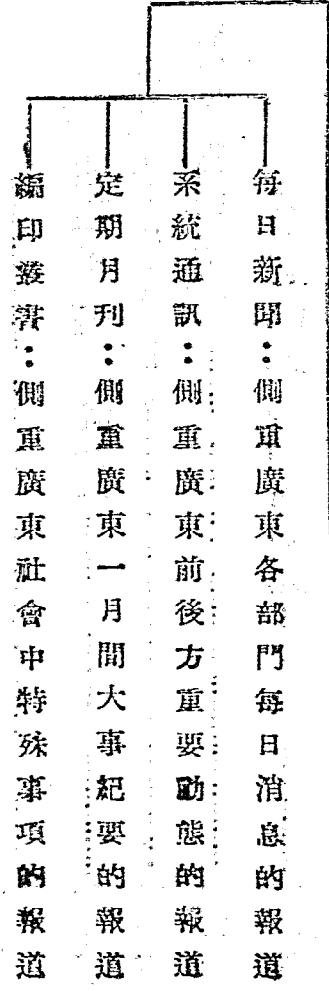 每日新聞：側重廣東各部門每日消息的報道
系統通訊：側重廣東前後方重要動態的報道
定期月刊：側重廣東一月間大事紀要的報道
編印叢書：側重廣東社會中特殊事項的報道